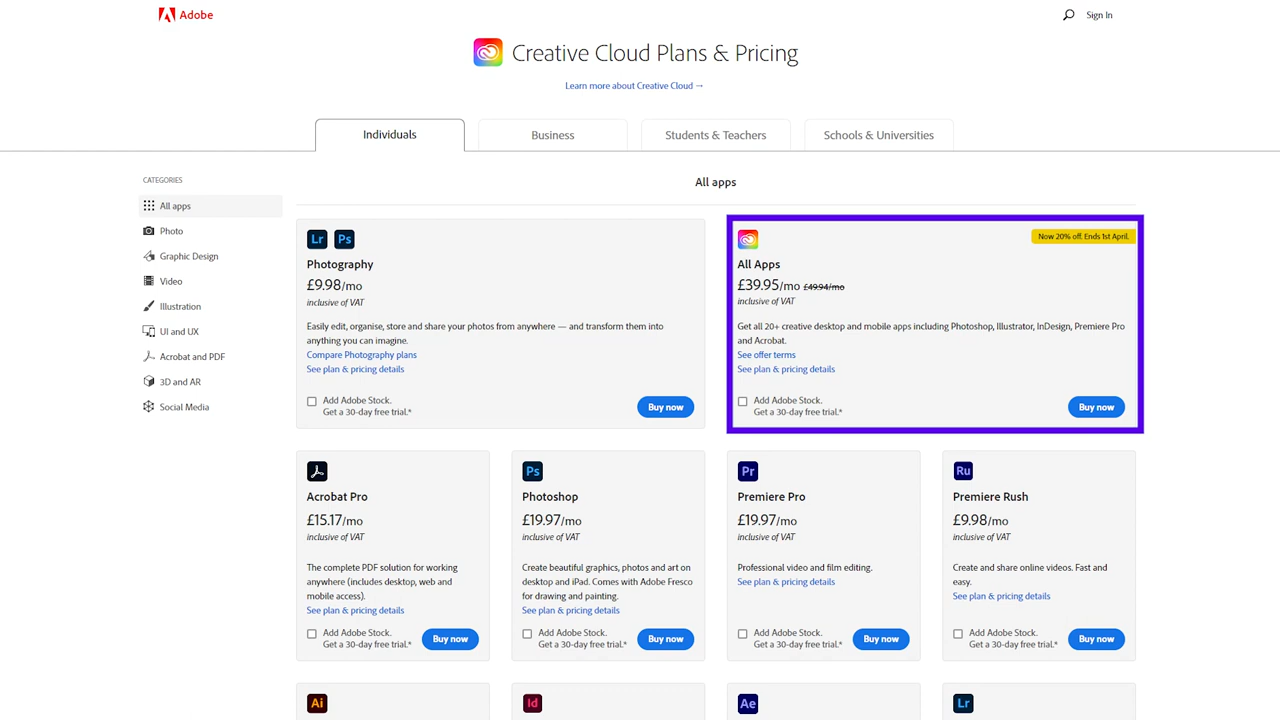 Adobe
Sign In
Creative Cloud Plans & Pricing
Learn more about Creative Cloud →
Individuals
Business
Students & Teachers
Schools & Universities
CATEGORIES
All apps
Photo
Graphic Design
Video
Illustration
UI and UX
Acrobat and PDF
3D and AR
Social Media
All apps
Lr Ps
Photography
£9.98/mo
inclusive of VAT
Easily edit, organise, store and share your photos from anywhere — and transform them into
anything you can imagine.
Compare Photography plans
See plan & pricing details
Add Adobe Stock.
Get a 30-day free trial.*
Buy now
Now 20% off. Ends 1st April.
All Apps
£39.95/mo £49.94/mo
inclusive of VAT
Get all 20+ creative desktop and mobile apps including Photoshop, Illustrator, InDesign, Premiere Pro
and Acrobat.
See offer terms
See plan & pricing details
Add Adobe Stock.
Get a 30-day free trial.*
Buy now
Acrobat Pro
£15.17/mo
inclusive of VAT
The complete PDF solution for working
anywhere (includes desktop, web and
mobile access).
See plan & pricing details
Add Adobe Stock.
Get a 30-day free trial.*
Buy now
Ps
Photoshop
£19.97/mo
inclusive of VAT
Create beautiful graphics, photos and art on
desktop and iPad. Comes with Adobe Fresco
for drawing and painting.
See plan & pricing details
Add Adobe Stock.
Get a 30-day free trial.*
Buy now
Pr
Premiere Pro
£19.97/mo
inclusive of VAT
Professional video and film editing.
See plan & pricing details
Add Adobe Stock.
Get a 30-day free trial.*
Buy now
Ru
Premiere Rush
£9.98/mo
inclusive of VAT
Create and share online videos. Fast and
easy.
See plan & pricing details
Add Adobe Stock.
Get a 30-day free trial.*
Buy now
Ai
Id
Ae
Lr